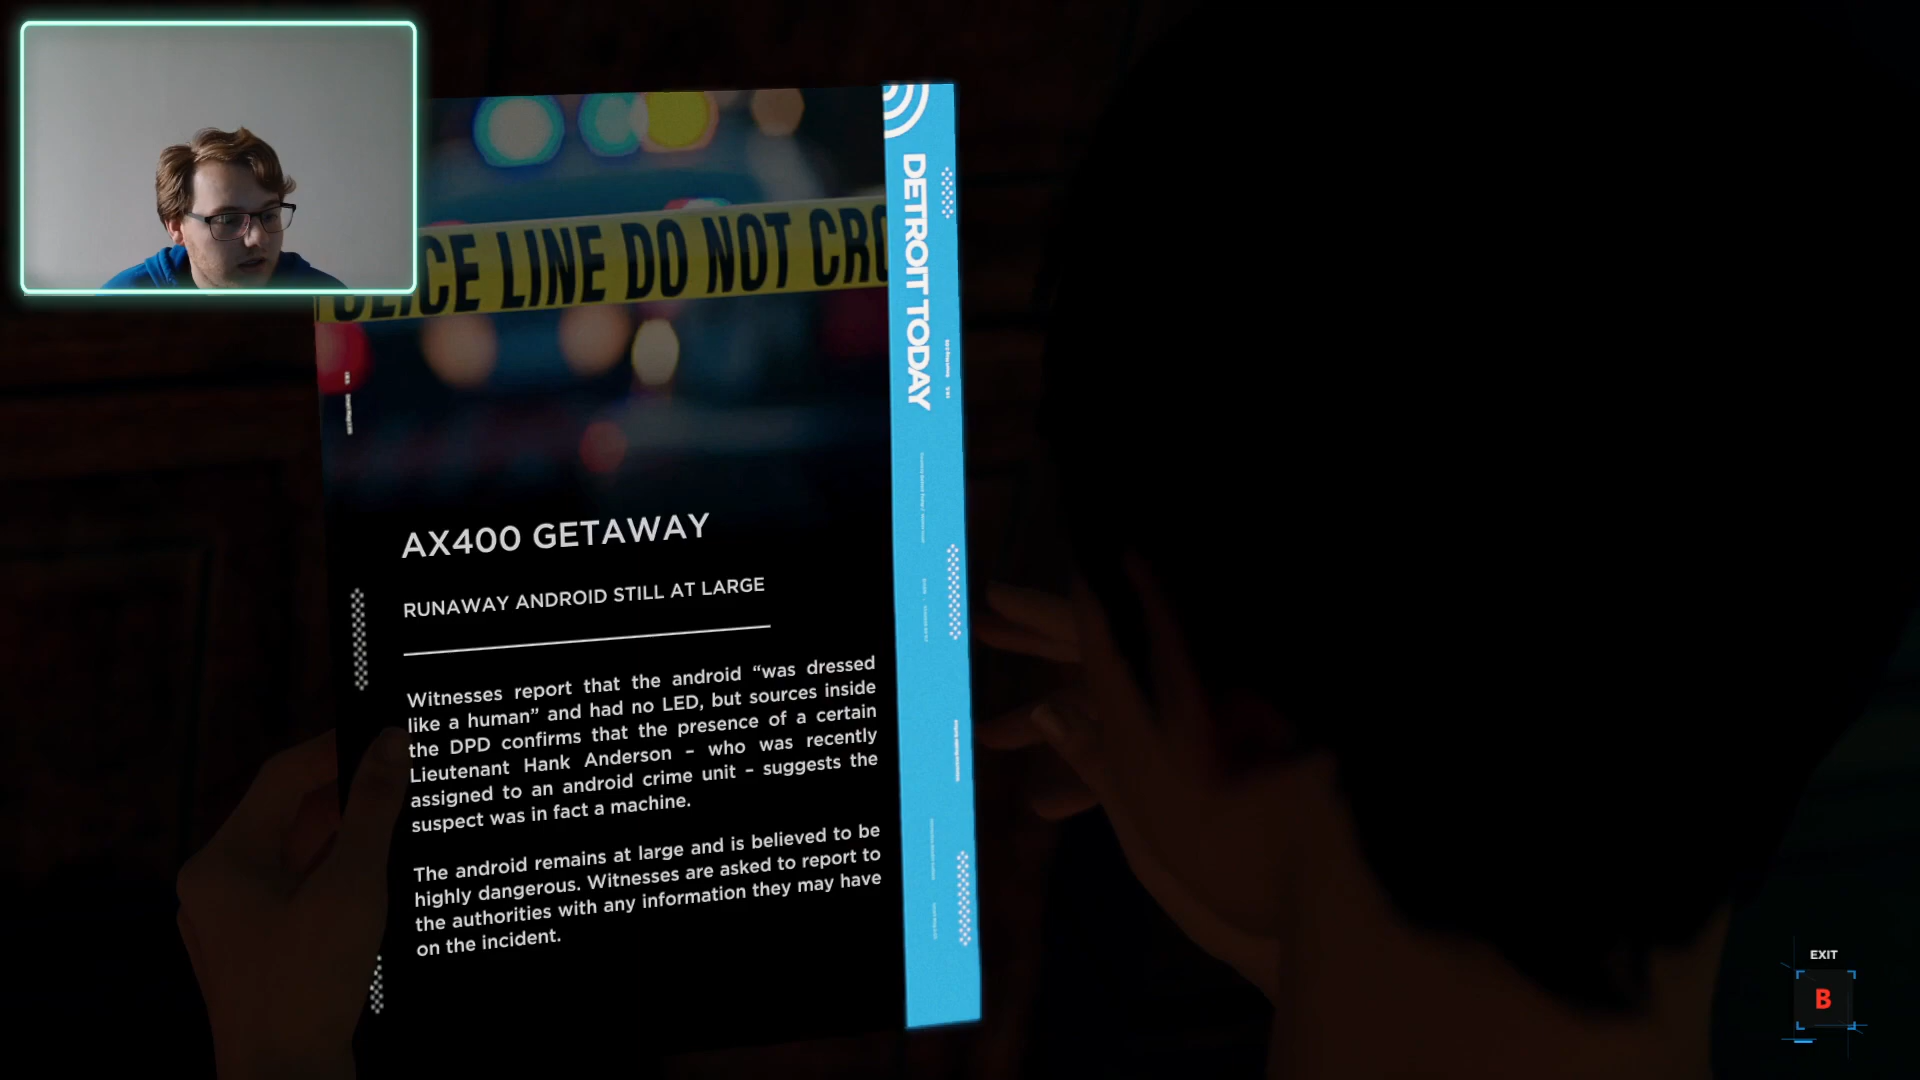 OLICE LINE DO NOT CRO
DETROIT TODAY
AX400 GETAWAY
RUNAWAY ANDROID STILL AT LARGE
Witnesses report that the android “was dressed
like a human” and had no LED, but sources inside
the DPD confirms that the presence of a certain
Lieutenant Hank Anderson – who was recently
assigned to an android crime unit – suggests the
suspect was in fact a machine.
The android remains at large and is believed to be
highly dangerous. Witnesses are asked to report to
the authorities with any information they may have
on the incident.
EXIT
B